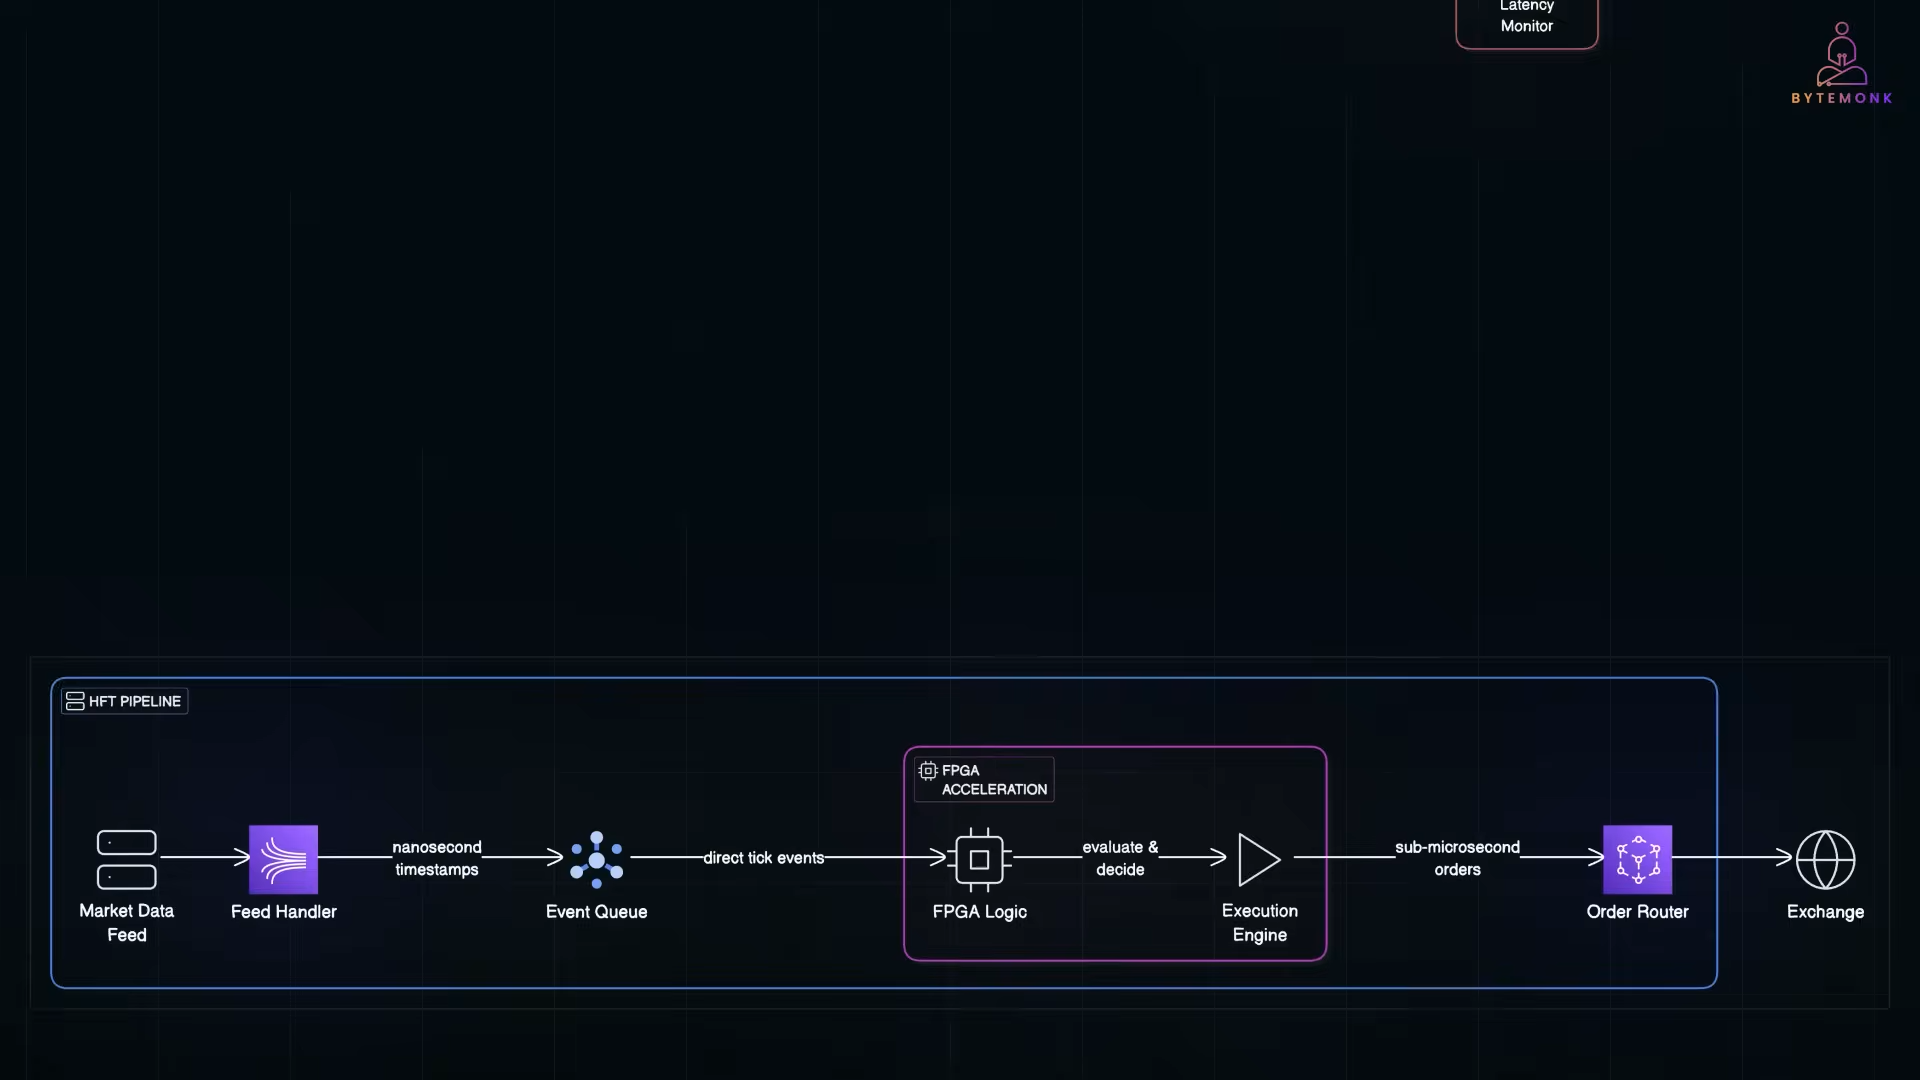 Latency
Monitor
BYTEMONK
HFT PIPELINE
FPGA
ACCELERATION
nanosecond
timestamps
direct tick events
evaluate &
decide
sub-microsecond
orders
Market Data
Feed
Feed Handler
Event Queue
FPGA Logic
Execution
Engine
Order Router
Exchange